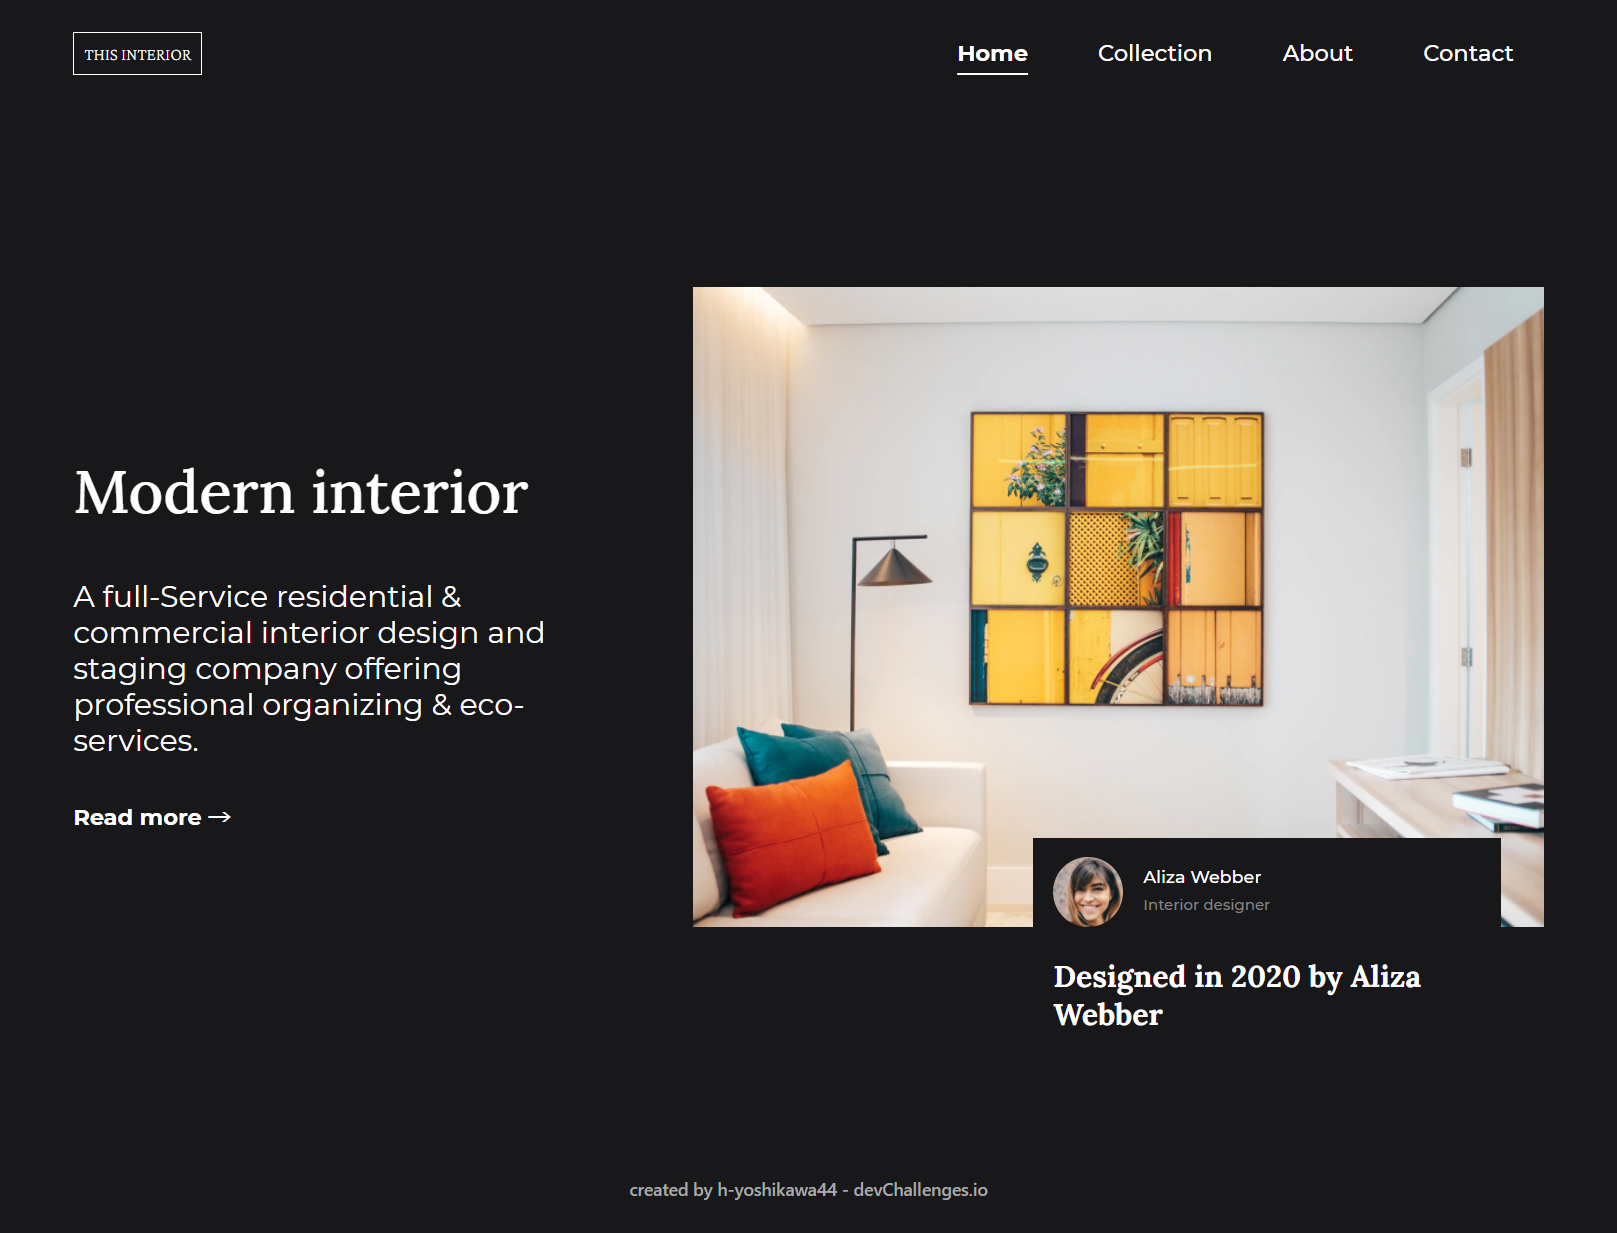 THIS INTERIOR
Home Collection About Contact
Modern interior
A full-Service residential &
commercial interior design and
staging company offering
professional organizing & eco-
services.
Read more →
Aliza Webber
Interior designer
Designed in 2020 by Aliza
Webber
created by h-yoshikawa44 - devChallenges.io